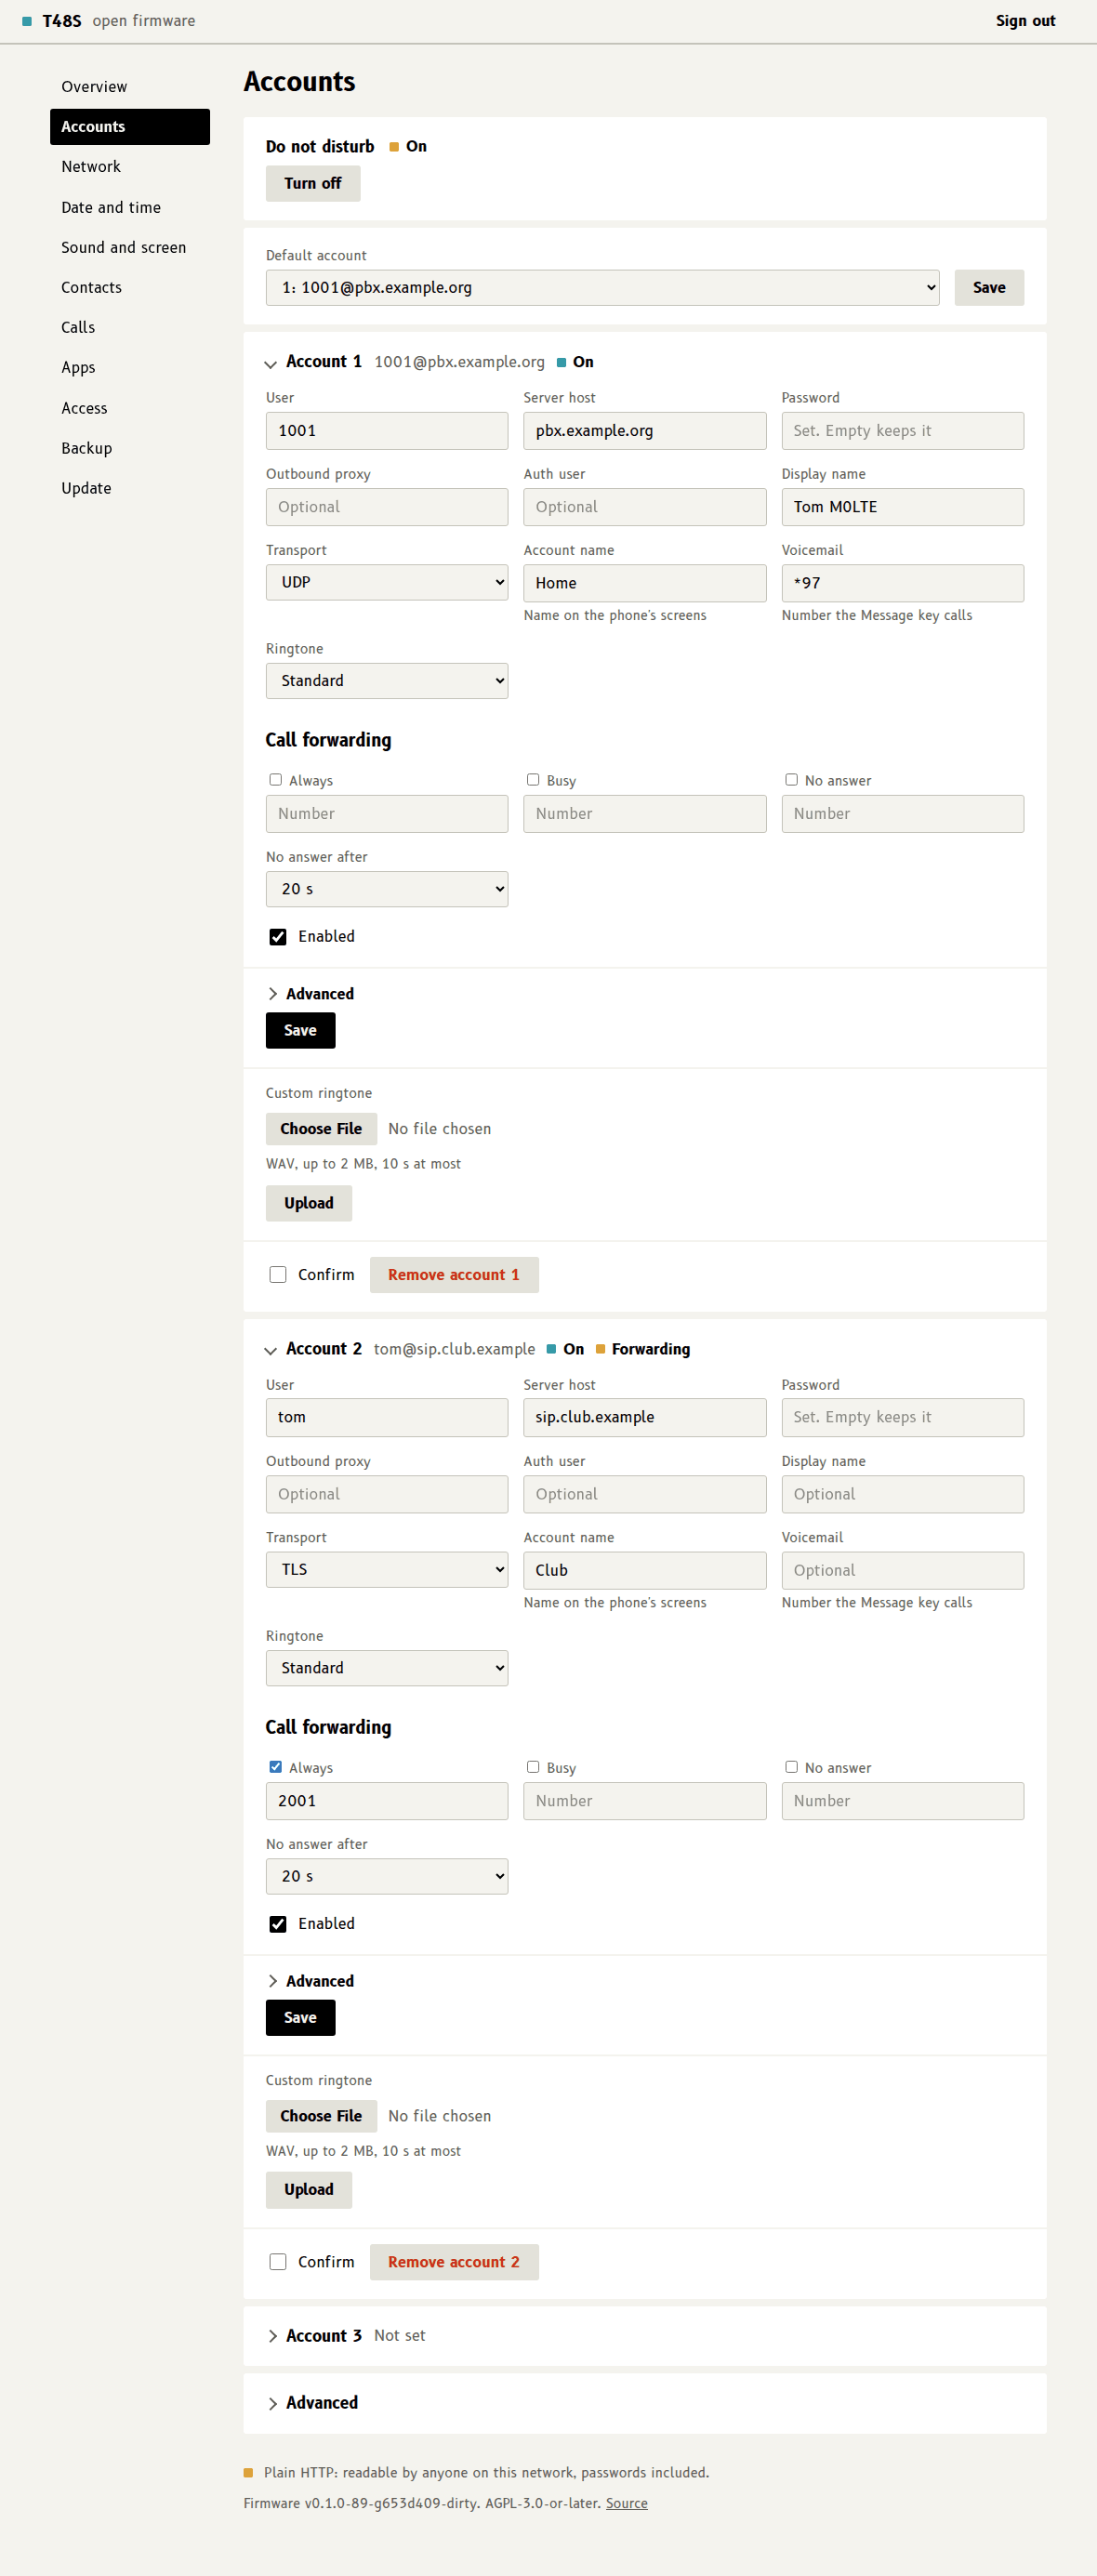 T48S open firmware Sign out
Overview
Accounts
Network
Date and time
Sound and screen
Contacts
Calls
Apps
Access
Backup
Update
Accounts
Do not disturb On
Turn off
Default account
1: 1001@pbx.example.org Save
Account 1 1001@pbx.example.org On
User Server host Password
1001 pbx.example.org Set. Empty keeps it
Outbound proxy Auth user Display name
Optional Optional Tom M0LTE
Transport Account name Voicemail
UDP Home *97
Name on the phone's screens Number the Message key calls
Ringtone
Standard
Call forwarding
Always Busy No answer
Number Number Number
No answer after
20 s
Enabled
Advanced
Save
Custom ringtone
Choose File No file chosen
WAV, up to 2 MB, 10 s at most
Upload
Confirm Remove account 1
Account 2 tom@sip.club.example On Forwarding
User Server host Password
tom sip.club.example Set. Empty keeps it
Outbound proxy Auth user Display name
Optional Optional Optional
Transport Account name Voicemail
TLS Club Optional
Name on the phone's screens Number the Message key calls
Ringtone
Standard
Call forwarding
Always Busy No answer
2001 Number Number
No answer after
20 s
Enabled
Advanced
Save
Custom ringtone
Choose File No file chosen
WAV, up to 2 MB, 10 s at most
Upload
Confirm Remove account 2
Account 3 Not set
Advanced
Plain HTTP: readable by anyone on this network, passwords included.
Firmware v0.1.0-89-g653d409-dirty. AGPL-3.0-or-later. Source